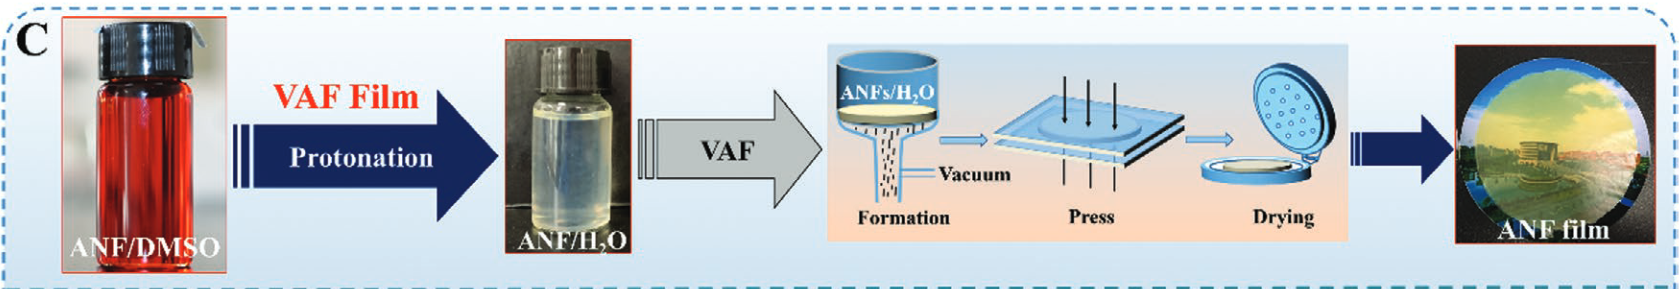 C
ANF/DMSO
VAF Film
Protonation
ANF/H₂O
VAF
ANFs/H₂O
Vacuum
Formation
Press
Drying
ANF film